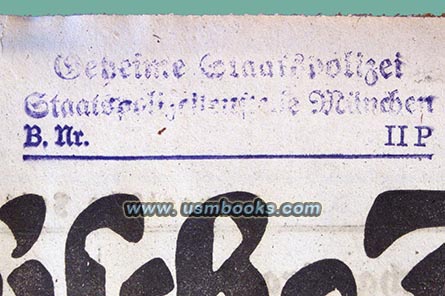 Geheime Staatspolizei
Staatspolizeileitstelle München
B. Nr. II P
www.usmbooks.com